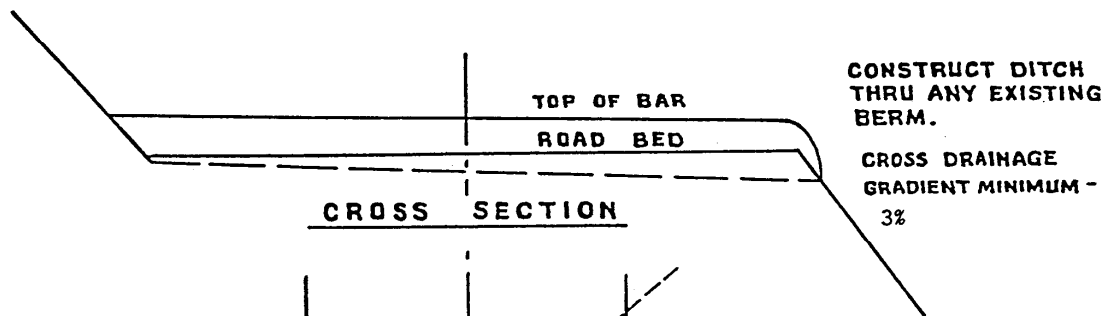 TOP OF BAR
ROAD BED
CROSS SECTION
CONSTRUCT DITCH
THRU ANY EXISTING
BERM.
CROSS DRAINAGE
GRADIENT MINIMUM -
3%